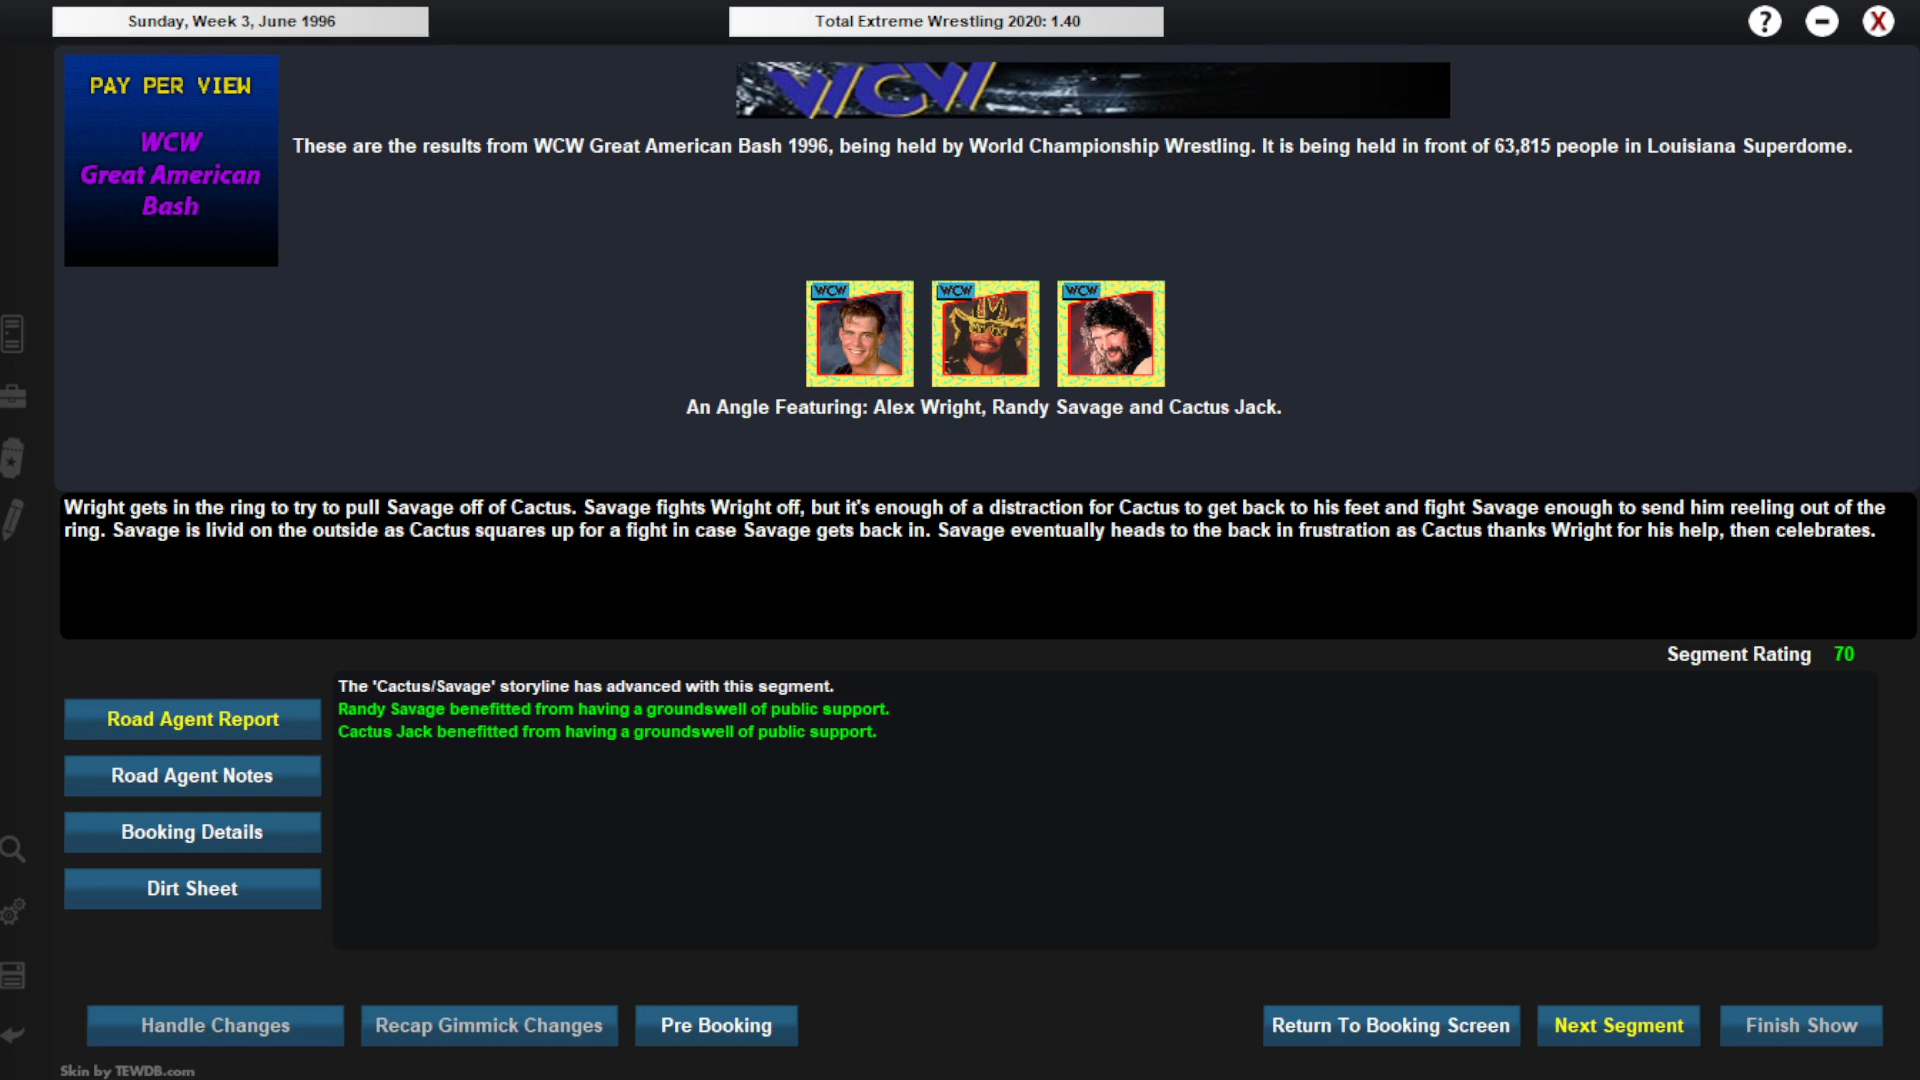 Sunday, Week 3, June 1996
Total Extreme Wrestling 2020: 1.40
?
X
PAY PER VIEW
WCW
Great American
Bash
WCW
These are the results from WCW Great American Bash 1996, being held by World Championship Wrestling. It is being held in front of 63,815 people in Louisiana Superdome.
WCW
WCW
WCW
An Angle Featuring: Alex Wright, Randy Savage and Cactus Jack.
Wright gets in the ring to try to pull Savage off of Cactus. Savage fights Wright off, but it's enough of a distraction for Cactus to get back to his feet and fight Savage enough to send him reeling out of the
ring. Savage is livid on the outside as Cactus squares up for a fight in case Savage gets back in. Savage eventually heads to the back in frustration as Cactus thanks Wright for his help, then celebrates.
Segment Rating 70
The 'Cactus/Savage' storyline has advanced with this segment.
Randy Savage benefitted from having a groundswell of public support.
Cactus Jack benefitted from having a groundswell of public support.
Road Agent Report
Road Agent Notes
Booking Details
Dirt Sheet
Handle Changes
Recap Gimmick Changes
Pre Booking
Return To Booking Screen
Next Segment
Finish Show
Skin by TEWDB.com